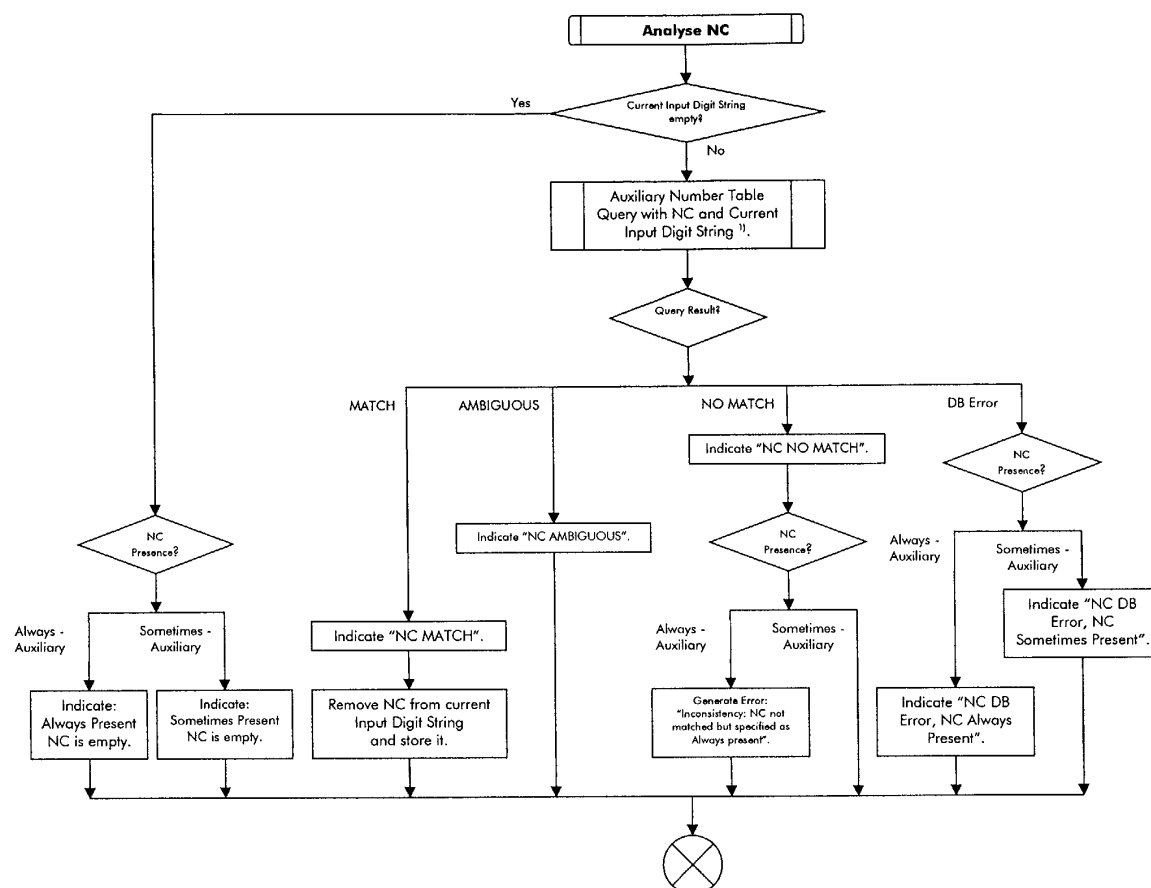 Analyse NC
Current Input Digit String
empty?
Yes
No
Auxiliary Number Table
Query with NC and Current
Input Digit String 1).
Query Result?
MATCH
AMBIGUOUS
NO MATCH
DB Error
Indicate “NC NO MATCH”.
NC
Presence?
NC
Presence?
Indicate “NC AMBIGUOUS”.
NC
Presence?
Always -
Auxiliary
Sometimes -
Auxiliary
Indicate “NC DB
Error, NC
Sometimes Present”.
Always -
Auxiliary
Sometimes -
Auxiliary
Indicate “NC MATCH”.
Always -
Auxiliary
Sometimes -
Auxiliary
Indicate:
Always Present
NC is empty.
Indicate:
Sometimes Present
NC is empty.
Remove NC from current
Input Digit String
and store it.
Generate Error:
“Inconsistency: NC not
matched but specified as
Always present”.
Indicate “NC DB
Error, NC Always
Present”.